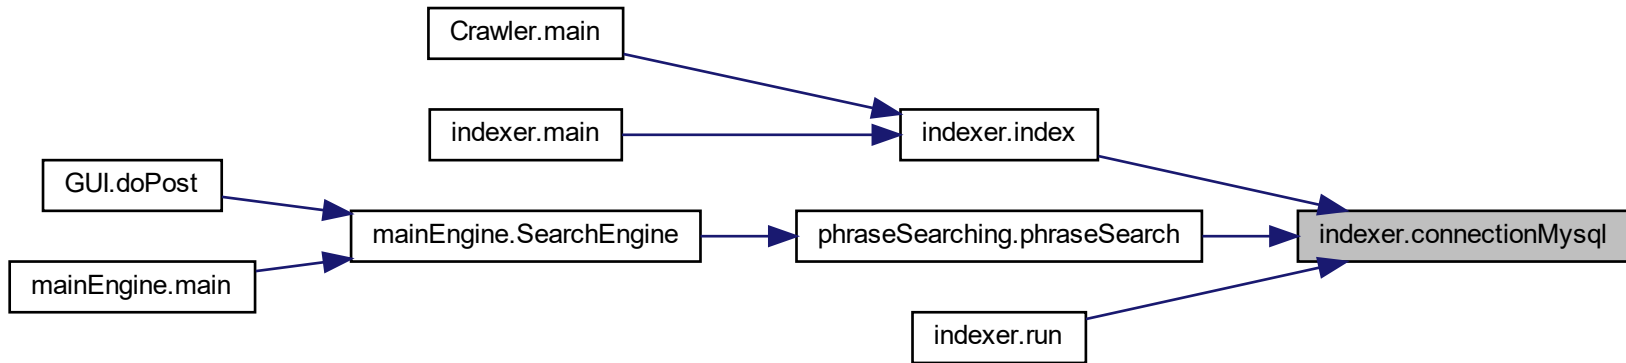 Crawler.main
indexer.main
indexer.index
GUI.doPost
mainEngine.SearchEngine
phraseSearching.phraseSearch
indexer.connectionMysql
mainEngine.main
indexer.run